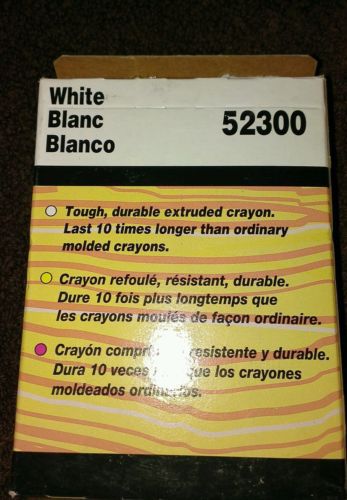 White
Blanc
Blanco
52300
Tough, durable extruded crayon.
Last 10 times longer than ordinary
molded crayons.
Crayon refoulé, résistant, durable.
Dure 10 fois plus longtemps que
les crayons moulés de façon ordinaire.
Crayón resistente y durable.
Dura 10 veces que los crayones
moldeados